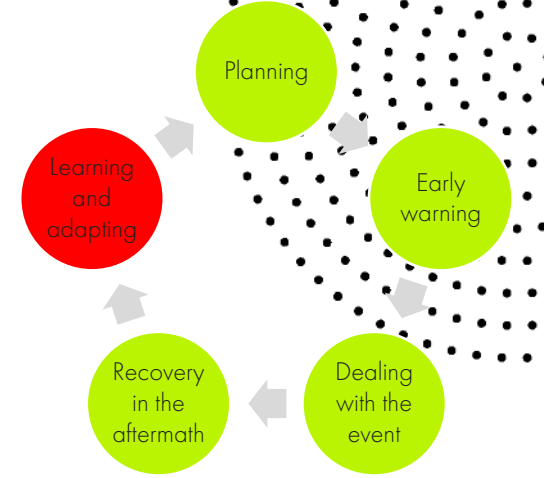 Planning
Early
warning
Dealing
with the
event
Recovery
in the
aftermath
Learning
and
adapting